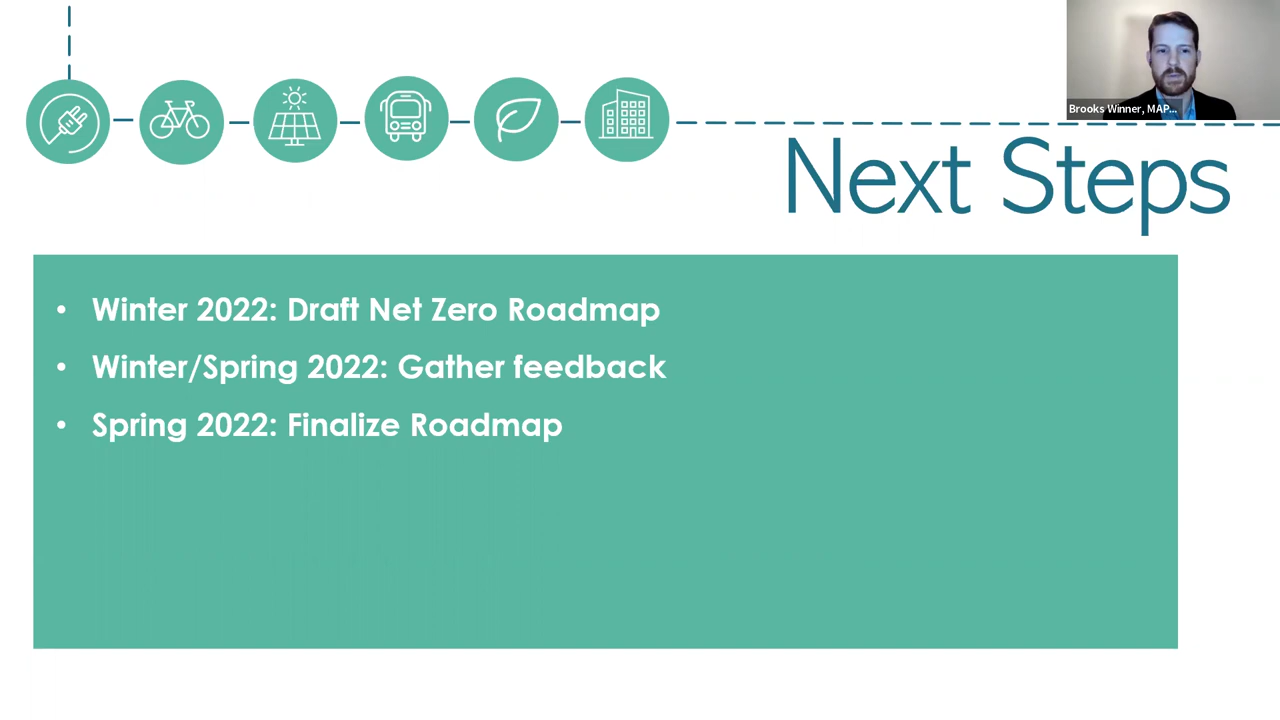 Brooks Winner, MAP...
Next Steps
• Winter 2022: Draft Net Zero Roadmap
• Winter/Spring 2022: Gather feedback
• Spring 2022: Finalize Roadmap